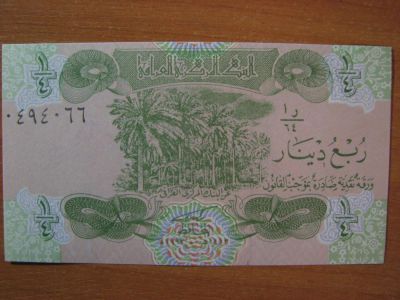 البنك المركزي العراقي
١/٤
١/٤
ر/١
٦٤
٠٤٩٤٠٦٦
ربع دينار
ورقة نقدية صادرة بموجب القانون
١/٤
١/٤